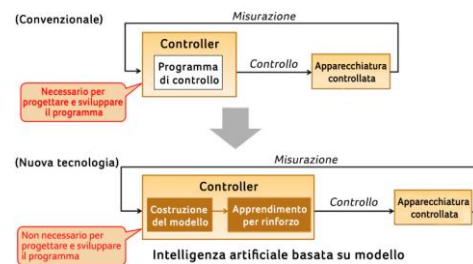 Misurazione
(Convenzionale)
Controller
Programma
di controllo
Controllo
Apparecchiatura
controllata
Necessario per
progettare e sviluppare
il programma
Misurazione
(Nuova tecnologia)
Controller
Costruzione
del modello
Apprendimento
per rinforzo
Controllo
Apparecchiatura
controllata
Non necessario per
progettare e sviluppare
il programma
Intelligenza artificiale basata su modello